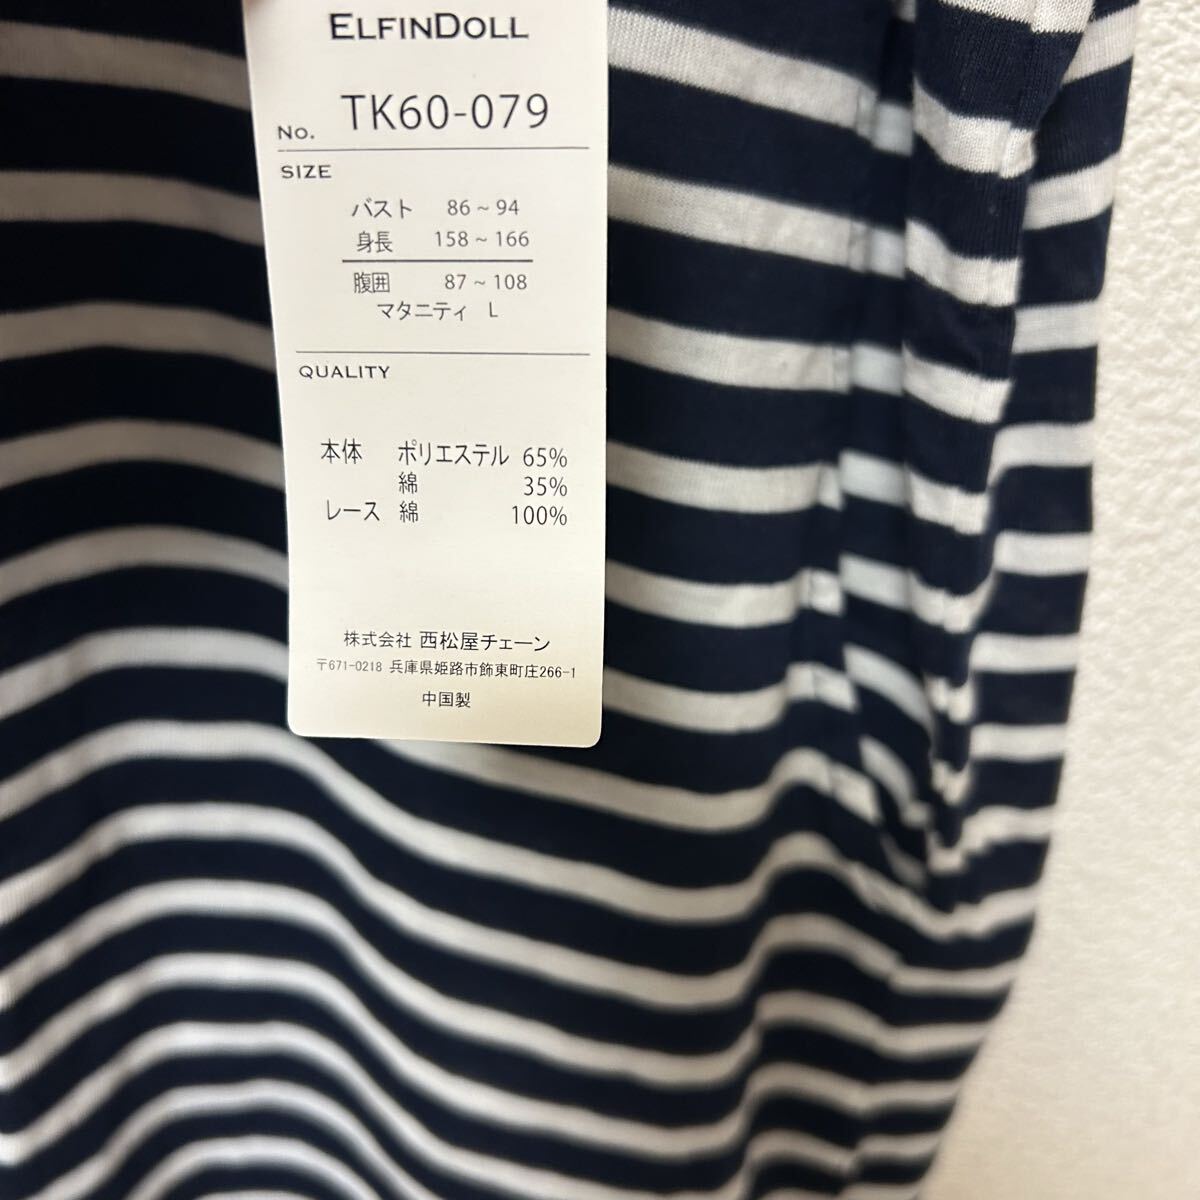 ELFINDOLL
No. TK60-079
SIZE
バスト 86～94
身長 158～166
腹囲 87～108
マタニティ L
QUALITY
本体 ポリエステル 65%
綿 35%
レース 綿 100%
株式会社 西松屋チェーン
〒671-0218 兵庫県姫路市飾東町庄266-1
中国製